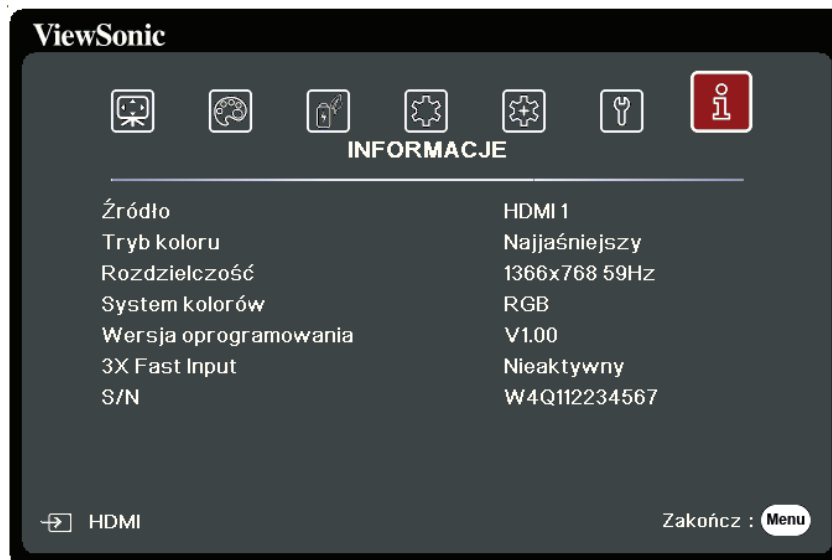 ViewSonic
INFORMACJE
Źródło HDMI 1
Tryb koloru Najjaśniejszy
Rozdzielczość 1366x768 59Hz
System kolorów RGB
Wersja oprogramowania V1.00
3X Fast Input Nieaktywny
S/N W4Q112234567
HDMI Zakończ : Menu